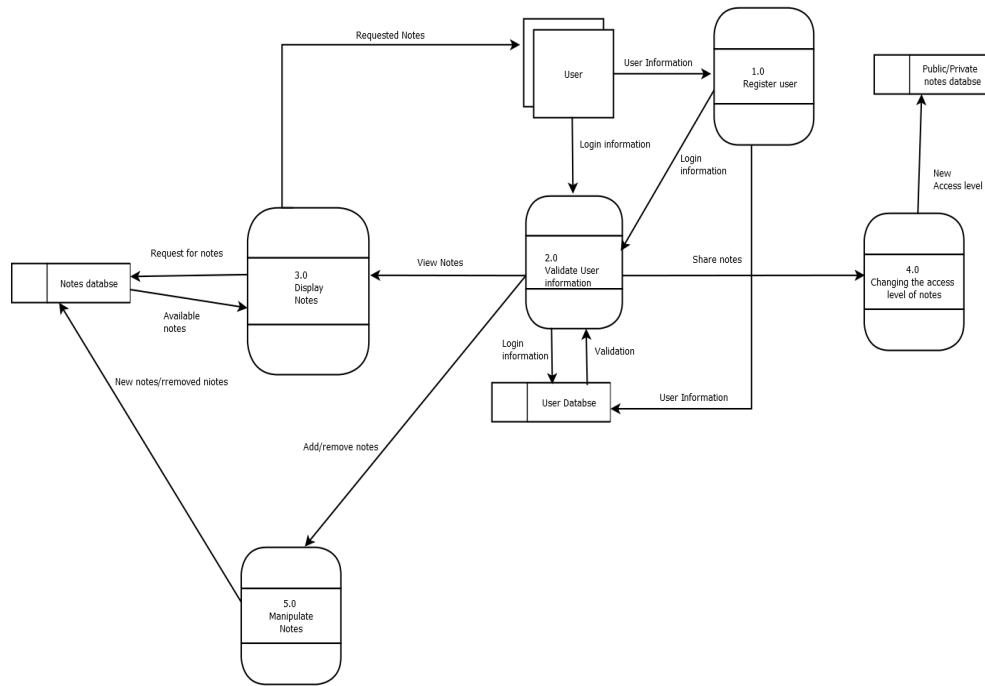 Requested Notes
User
User Information
1.0
Register user
Public/Private
notes databse
Login information
Login
information
New
Access level
Request for notes
3.0
Display
Notes
View Notes
2.0
Validate User
information
Share notes
4.0
Changing the access
level of notes
Notes databse
Available
notes
Login
information
Validation
New notes/rremoved niotes
User Databse
User Information
Add/remove notes
5.0
Manipulate
Notes